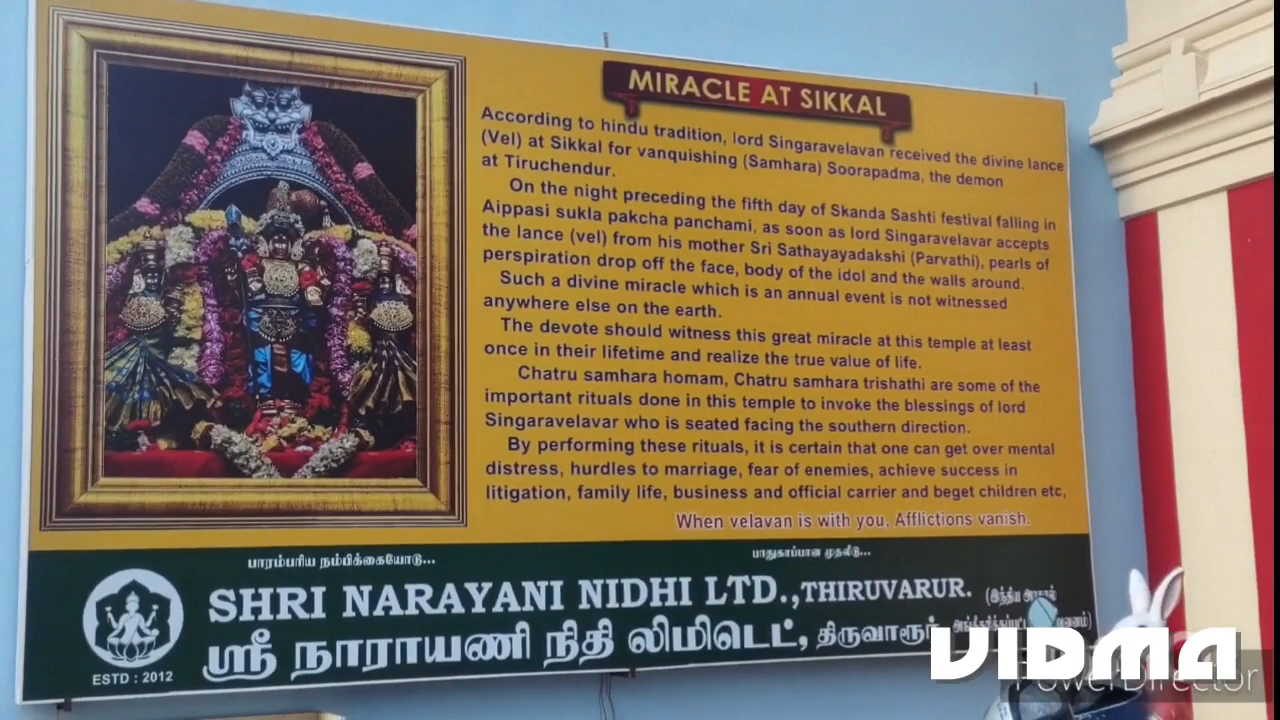 MIRACLE AT SIKKAL
According to hindu tradition, lord Singaravelavan received the divine lance
(Vel) at Sikkal for vanquishing (Samhara) Soorapadma, the demon
at Tiruchendur.
On the night preceding the fifth day of Skanda Sashti festival falling in
Aippasi sukla pakcha panchami, as soon as lord Singaravelavar accepts
the lance (vel) from his mother Sri Sathayayadakshi (Parvathi), pearls of
perspiration drop off the face, body of the idol and the walls around.
Such a divine miracle which is an annual event is not witnessed
anywhere else on the earth.
The devote should witness this great miracle at this temple at least
once in their lifetime and realize the true value of life.
Chatru samhara homam, Chatru samhara trishathi are some of the
important rituals done in this temple to invoke the blessings of lord
Singaravelavar who is seated facing the southern direction.
By performing these rituals, it is certain that one can get over mental
distress, hurdles to marriage, fear of enemies, achieve success in
litigation, family life, business and official carrier and beget children etc,
When velavan is with you, Afflictions vanish.
பாரம்பரிய நம்பிக்கையோடு... பாதுகாப்பான முதலீடு...
SHRI NARAYANI NIDHI LTD., THIRUVARUR. (இந்திய அரசால்
ஸ்ரீ நாராயணி நிதி லிமிடெட், திருவாரூர்
ESTD : 2012
VIDMA
PowerDirector